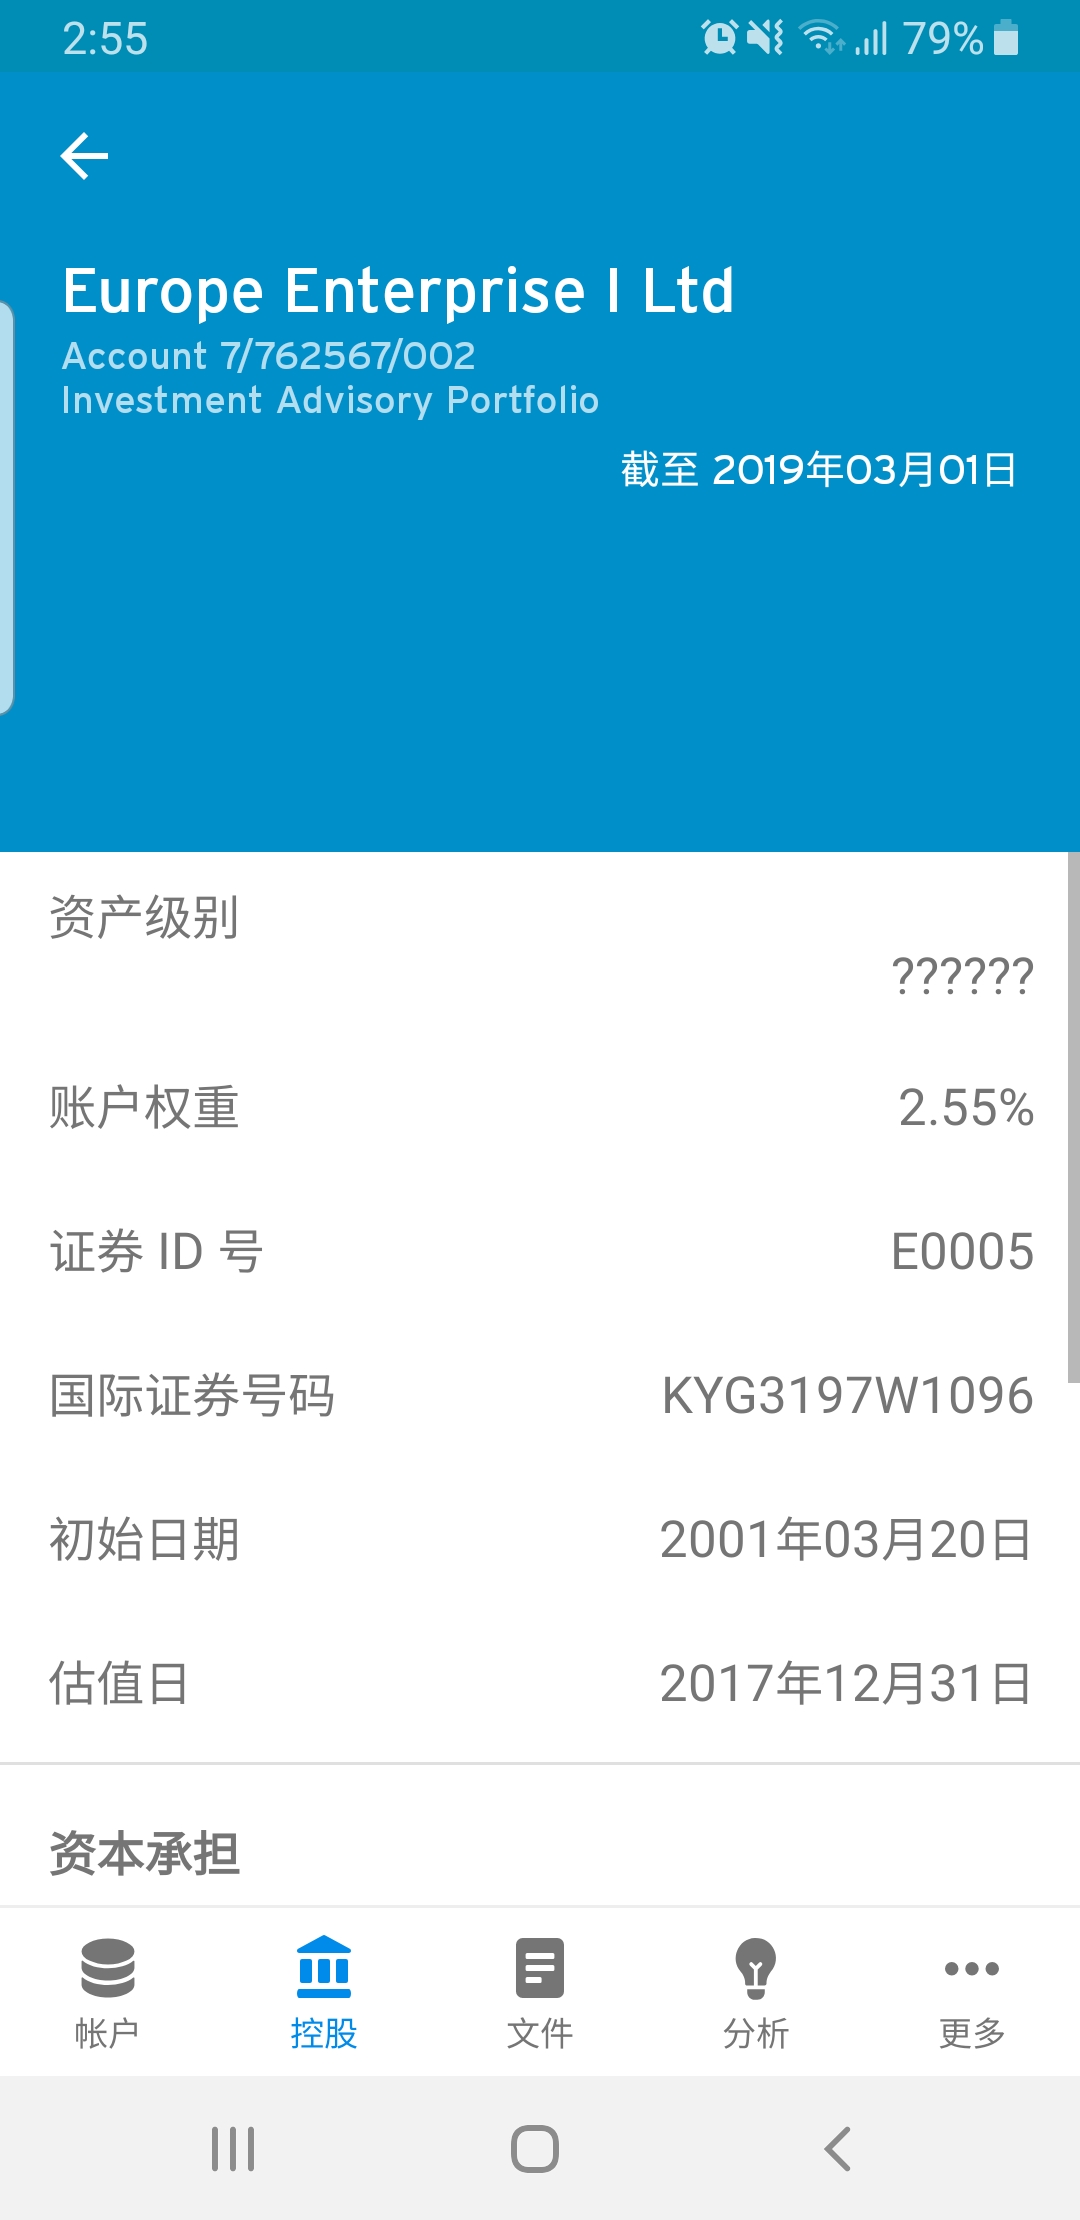 2:55
79%
Europe Enterprise I Ltd
Account 7/762567/002
Investment Advisory Portfolio
截至 2019年03月01日
资产级别
??????
账户权重 2.55%
证券 ID 号 E0005
国际证券号码 KYG3197W1096
初始日期 2001年03月20日
估值日 2017年12月31日
资本承担
帐户 控股 文件 分析 更多